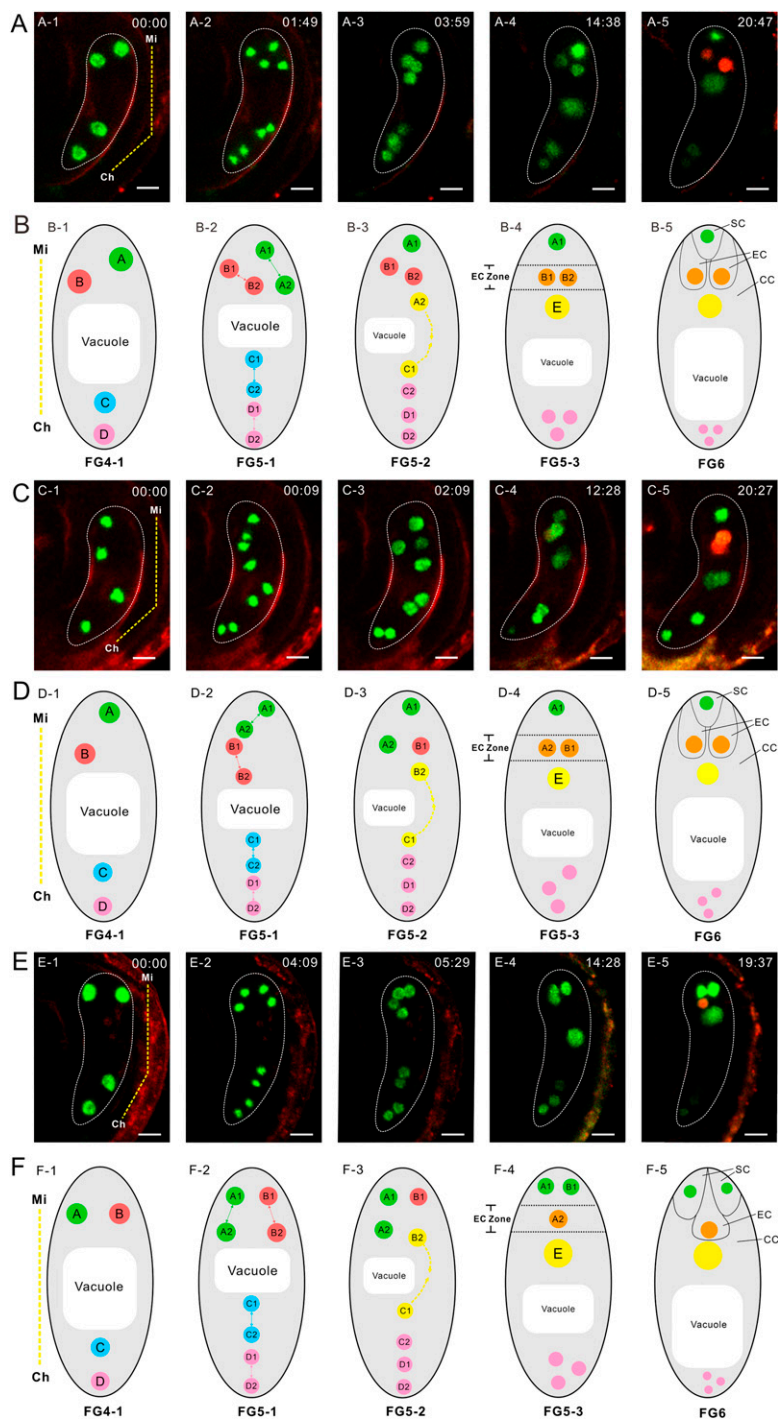 A
A-1 00:00 A-2 01:49 A-3 03:59 A-4 14:38 A-5 20:47
Mi
Ch
B
B-1 B-2 B-3 B-4 B-5
Mi
SC
EC
CC
A
B
A1
B1
B2
A2
A1
B1
B2
A2
A1
EC Zone
B1 B2
E
Vacuole Vacuole Vacuole Vacuole Vacuole
C
D
C1
C2
D1
D2
C1
C2
D1
D2
Ch
FG4-1 FG5-1 FG5-2 FG5-3 FG6
C
C-1 00:00 C-2 00:09 C-3 02:09 C-4 12:28 C-5 20:27
Mi
Ch
D
D-1 D-2 D-3 D-4 D-5
Mi
SC
EC
CC
A
B
A1
A2
B1
B2
A1
A2 B1
B2
A1
EC Zone
A2 B1
E
Vacuole Vacuole Vacuole Vacuole Vacuole
C
D
C1
C2
D1
D2
C1
C2
D1
D2
Ch
FG4-1 FG5-1 FG5-2 FG5-3 FG6
E
E-1 00:00 E-2 04:09 E-3 05:29 E-4 14:28 E-5 19:37
Mi
Ch
F
F-1 F-2 F-3 F-4 F-5
Mi
SC
EC
CC
A B
A1 B1
A2 B2
A1 B1
A2 B2
A1 B1
EC Zone
A2
E
Vacuole Vacuole Vacuole Vacuole Vacuole
C
D
C1
C2
D1
D2
C1
C2
D1
D2
Ch
FG4-1 FG5-1 FG5-2 FG5-3 FG6